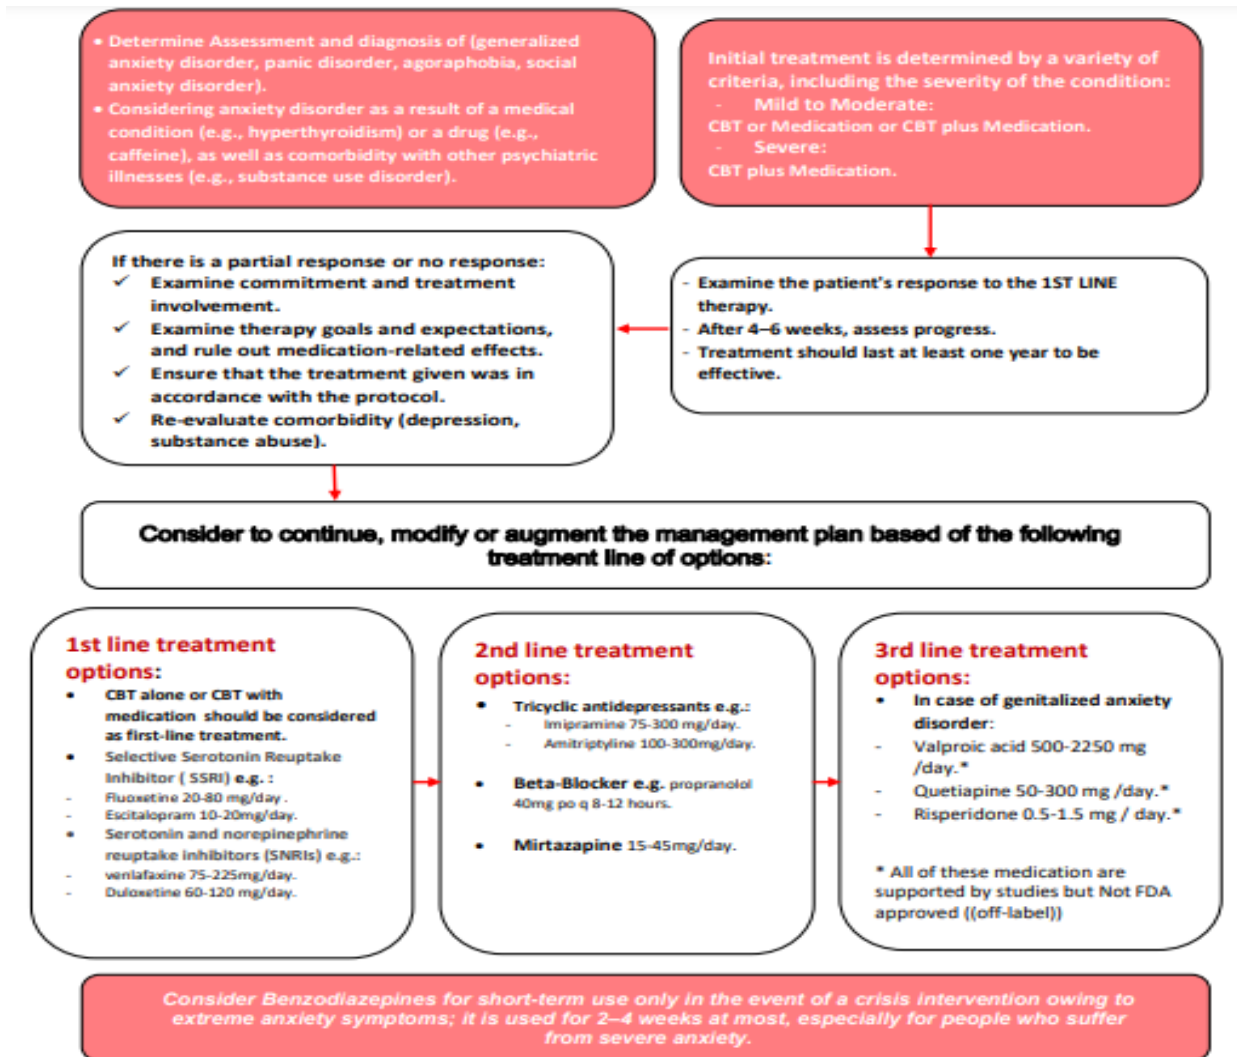 • Determine Assessment and diagnosis of (generalized
anxiety disorder, panic disorder, agoraphobia, social
anxiety disorder).
• Considering anxiety disorder as a result of a medical
condition (e.g., hyperthyroidism) or a drug (e.g.,
caffeine), as well as comorbidity with other psychiatric
illnesses (e.g., substance use disorder).
Initial treatment is determined by a variety of
criteria, including the severity of the condition:
- Mild to Moderate:
CBT or Medication or CBT plus Medication.
- Severe:
CBT plus Medication.
If there is a partial response or no response:
✓ Examine commitment and treatment
involvement.
✓ Examine therapy goals and expectations,
and rule out medication-related effects.
✓ Ensure that the treatment given was in
accordance with the protocol.
✓ Re-evaluate comorbidity (depression,
substance abuse).
- Examine the patient's response to the 1ST LINE
therapy.
- After 4–6 weeks, assess progress.
- Treatment should last at least one year to be
effective.
Consider to continue, modify or augment the management plan based of the following
treatment line of options:
1st line treatment
options:
• CBT alone or CBT with
medication should be considered
as first-line treatment.
• Selective Serotonin Reuptake
Inhibitor ( SSRI) e.g. :
- Fluoxetine 20-80 mg/day .
- Escitalopram 10-20mg/day.
• Serotonin and norepinephrine
reuptake inhibitors (SNRIs) e.g.:
- venlafaxine 75-225mg/day.
- Duloxetine 60-120 mg/day.
2nd line treatment
options:
• Tricyclic antidepressants e.g.:
- Imipramine 75-300 mg/day.
- Amitriptyline 100-300mg/day.
• Beta-Blocker e.g. propranolol
40mg po q 8-12 hours.
• Mirtazapine 15-45mg/day.
3rd line treatment
options:
• In case of genitalized anxiety
disorder:
- Valproic acid 500-2250 mg
/day.*
- Quetiapine 50-300 mg /day.*
- Risperidone 0.5-1.5 mg / day.*
* All of these medication are
supported by studies but Not FDA
approved ((off-label))
Consider Benzodiazepines for short-term use only in the event of a crisis intervention owing to
extreme anxiety symptoms; it is used for 2–4 weeks at most, especially for people who suffer
from severe anxiety.